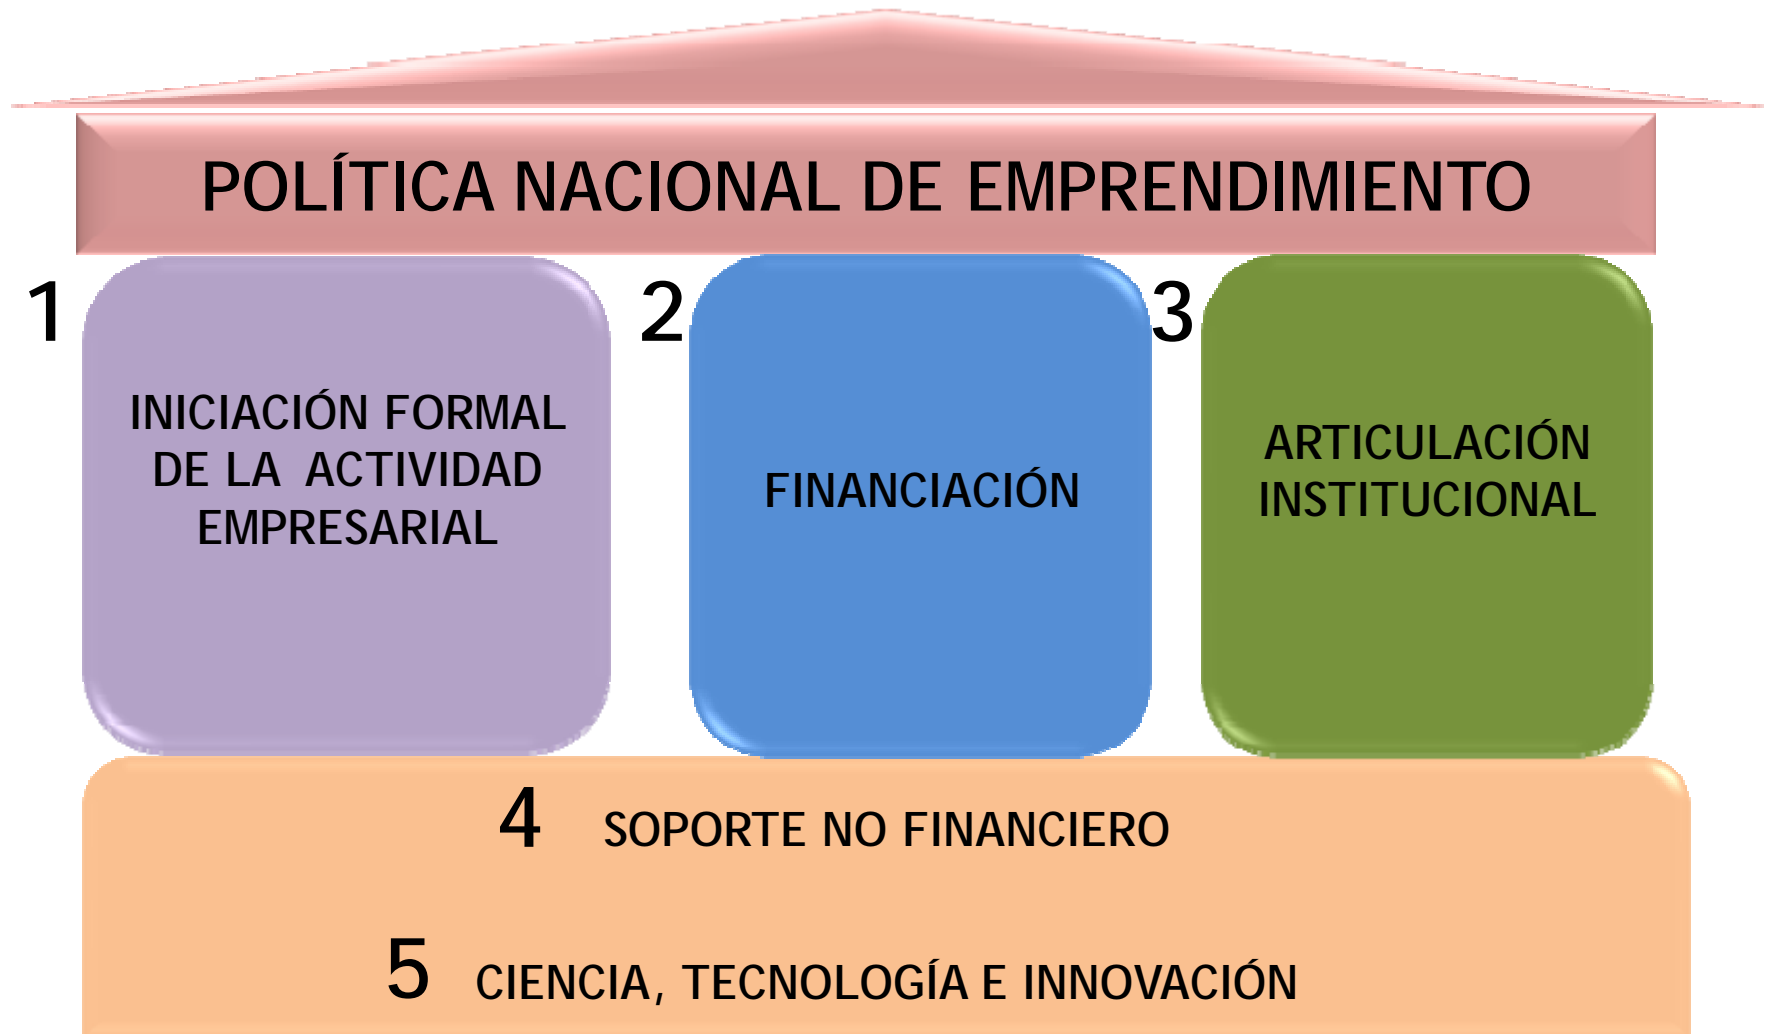 POLÍTICA NACIONAL DE EMPRENDIMIENTO
1
INICIACIÓN FORMAL
DE LA ACTIVIDAD
EMPRESARIAL
2
FINANCIACIÓN
3
ARTICULACIÓN
INSTITUCIONAL
4 SOPORTE NO FINANCIERO
5 CIENCIA, TECNOLOGÍA E INNOVACIÓN